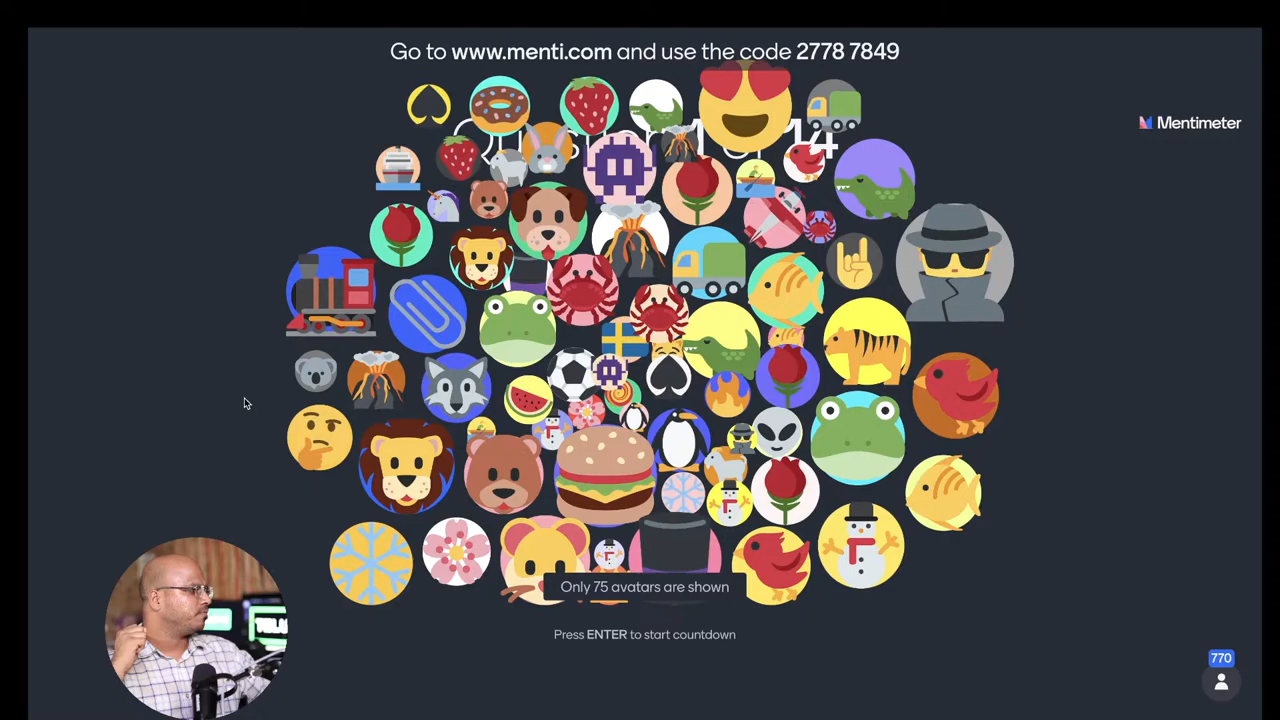 Go to www.menti.com and use the code 2778 7849
Mentimeter
14
Only 75 avatars are shown
Press ENTER to start countdown
770